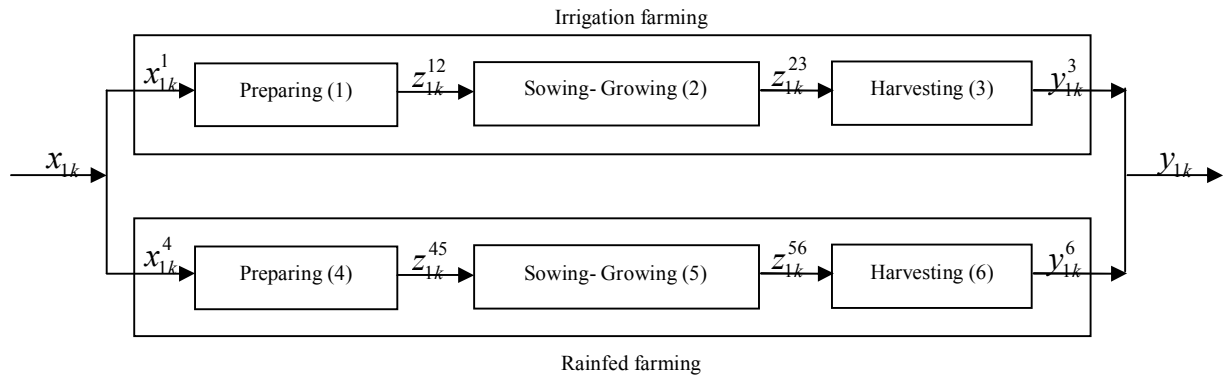 Irrigation farming
x_{1k}^{1} Preparing (1) z_{1k}^{12} Sowing- Growing (2) z_{1k}^{23} Harvesting (3) y_{1k}^{3}
x_{1k} y_{1k}
x_{1k}^{4} Preparing (4) z_{1k}^{45} Sowing- Growing (5) z_{1k}^{56} Harvesting (6) y_{1k}^{6}
Rainfed farming